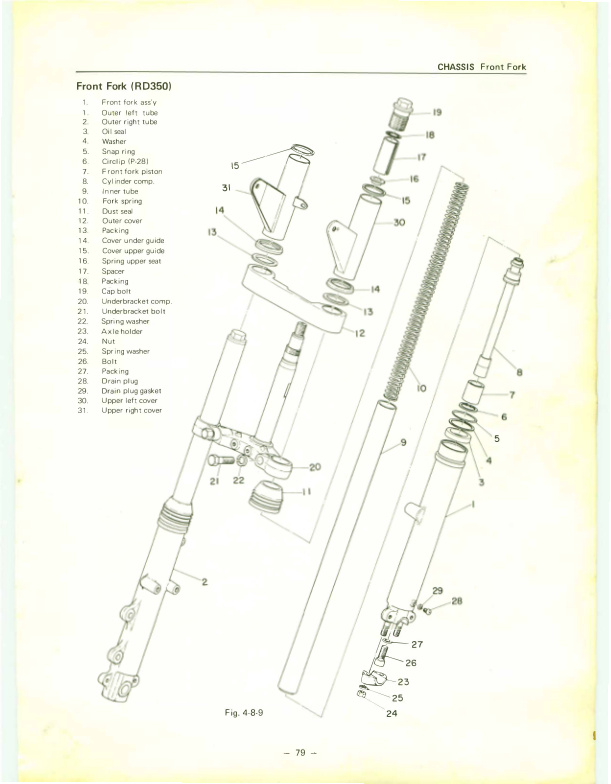 CHASSIS Front Fork
Front Fork (RD350)
1. Front fork ass'y
1. Outer left tube
2. Outer right tube
3. Oil seal
4. Washer
5. Snap ring
6. Circlip (P-28)
7. Front fork piston
8. Cylinder comp.
9. Inner tube
10. Fork spring
11. Dust seal
12. Outer cover
13. Packing
14. Cover under guide
15. Cover upper guide
16. Spring upper seat
17. Spacer
18. Packing
19. Cap bolt
20. Underbracket comp.
21. Underbracket bolt
22. Spring washer
23. Axle holder
24. Nut
25. Spring washer
26. Bolt
27. Packing
28. Drain plug
29. Drain plug gasket
30. Upper left cover
31. Upper right cover
19
18
15
17
16
31
15
14
30
13
14
13
12
8
10
7
6
5
9
4
20
21 22
3
11
1
2
29
28
27
26
23
25
24
Fig. 4-8-9
- 79 -